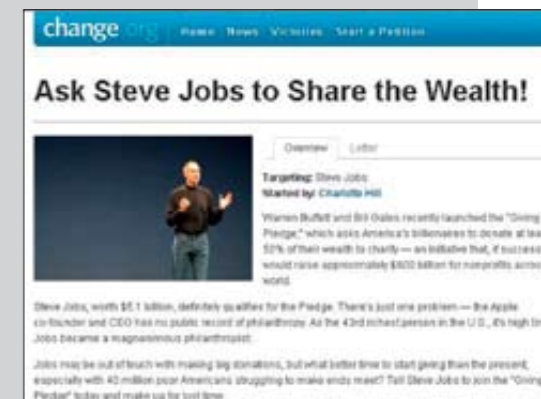 change.org Home News Victories Start a Petition
Ask Steve Jobs to Share the Wealth!
Overview Letter
Targeting: Steve Jobs
Started by: Charlotte Hill
Warren Buffett and Bill Gates recently launched the "Giving
Pledge," which asks America's billionaires to donate at lea
50% of their wealth to charity — an initiative that, if success
would raise approximately $600 billion for nonprofits across
world.
Steve Jobs, worth $5.1 billion, definitely qualifies for the Pledge. There's just one problem — the Apple
co-founder and CEO has no public record of philanthropy. As the 43rd richest person in the U.S., it's high tim
Jobs became a magnanimous philanthropist.
Jobs may be out of touch with making big donations, but what better time to start giving than the present,
especially with 40 million poor Americans struggling to make ends meet? Tell Steve Jobs to join the "Giving
Pledge" today and make up for lost time.